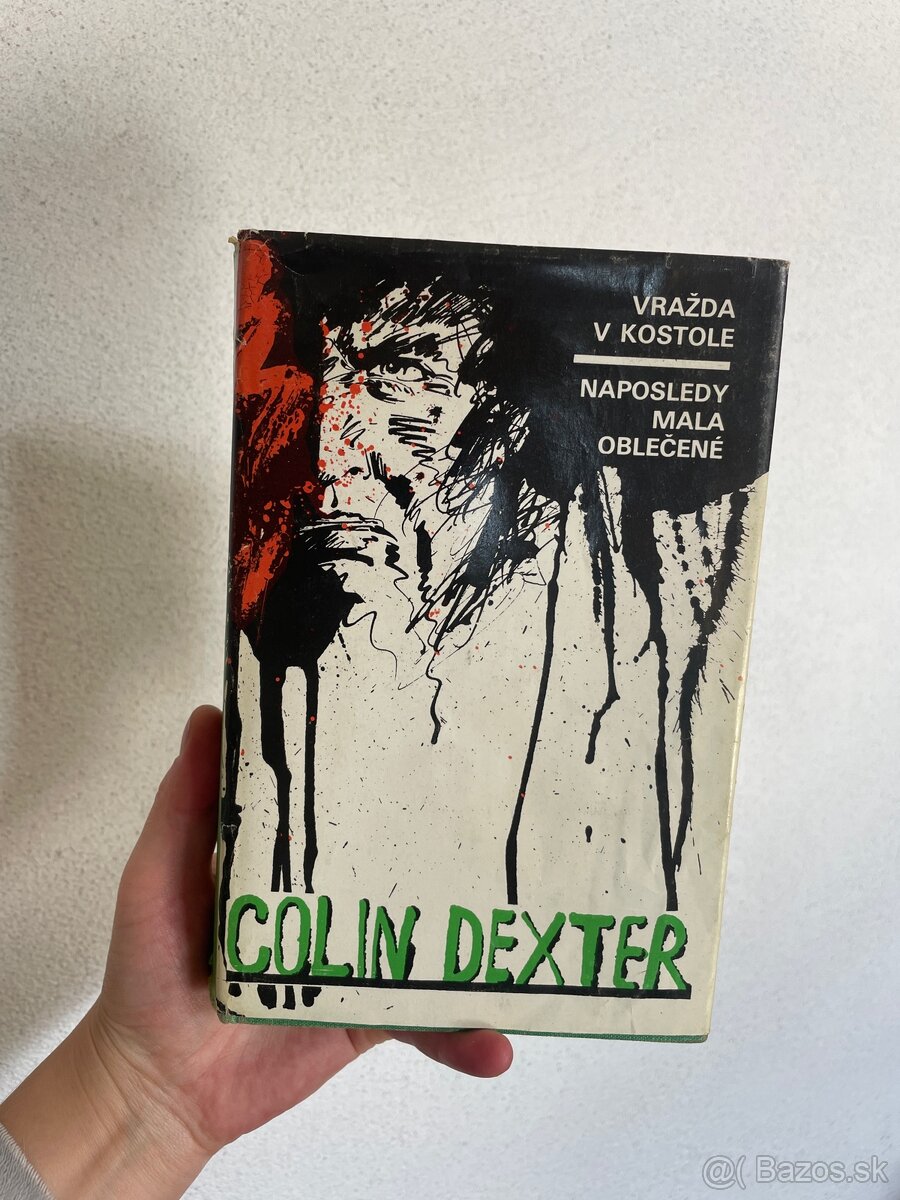 VRAŽDA
V KOSTOLE
NAPOSLEDY
MALA
OBLEČENÉ
COLIN DEXTER
@( Bazos.sk